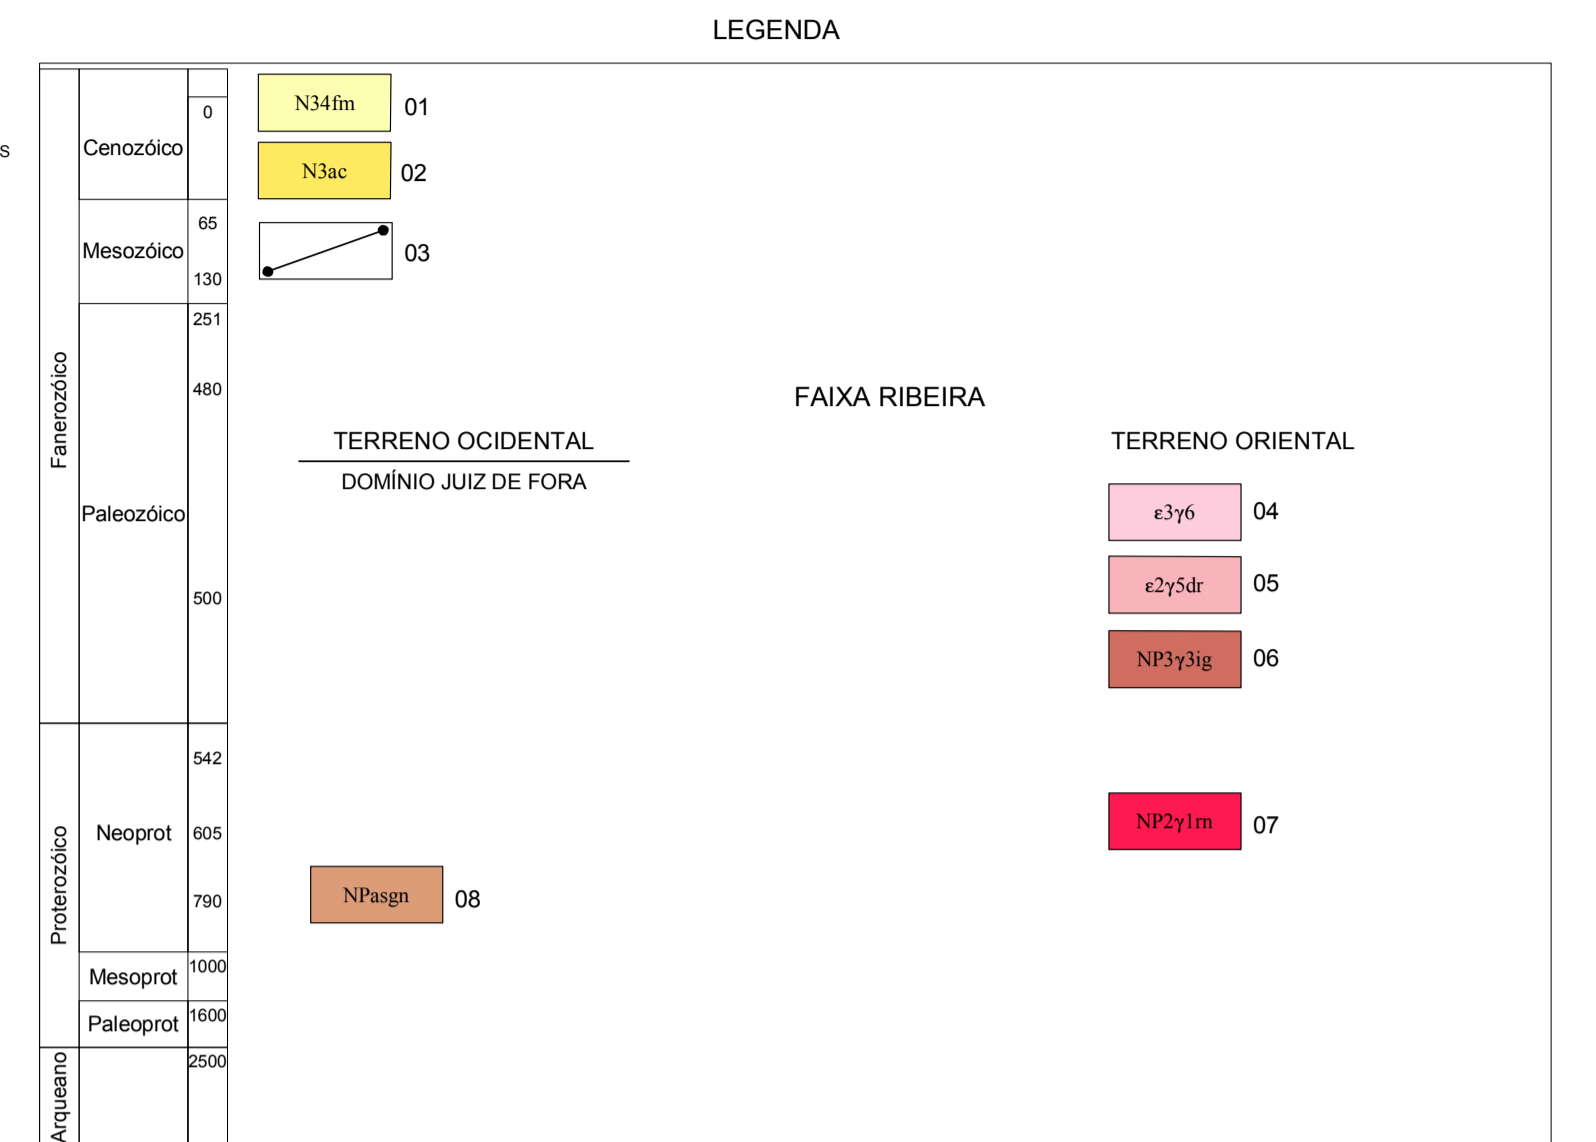 LEGENDA
s
Fanerozóico
Cenozóico
0
N34fm 01
N3ac 02
Mesozóico
65
130
03
Paleozóico
251
480
500
FAIXA RIBEIRA
TERRENO OCIDENTAL
DOMÍNIO JUIZ DE FORA
TERRENO ORIENTAL
ε3γ6 04
ε2γ5dr 05
NP3γ3ig 06
Proterozóico
Neoprot
542
605
790
NP2γ1rn 07
NPasgn 08
Mesoprot
1000
Paleoprot
1600
Arqueano
2500